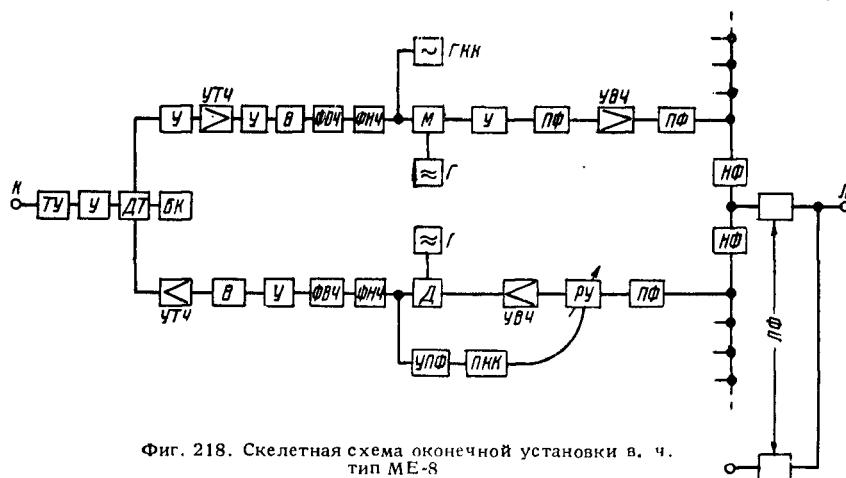 ГКК
У УТЧ У В ФВЧ ФНЧ М У ПФ УВЧ ПФ
Г
НФ
К ТУ У ДТ БК Л
Г
НФ
УТЧ В У ФВЧ ФНЧ Д УВЧ РУ ПФ
УПФ ПКК
ЛФ
Фиг. 218. Скелетная схема оконечной установки в. ч.
тип МЕ-8